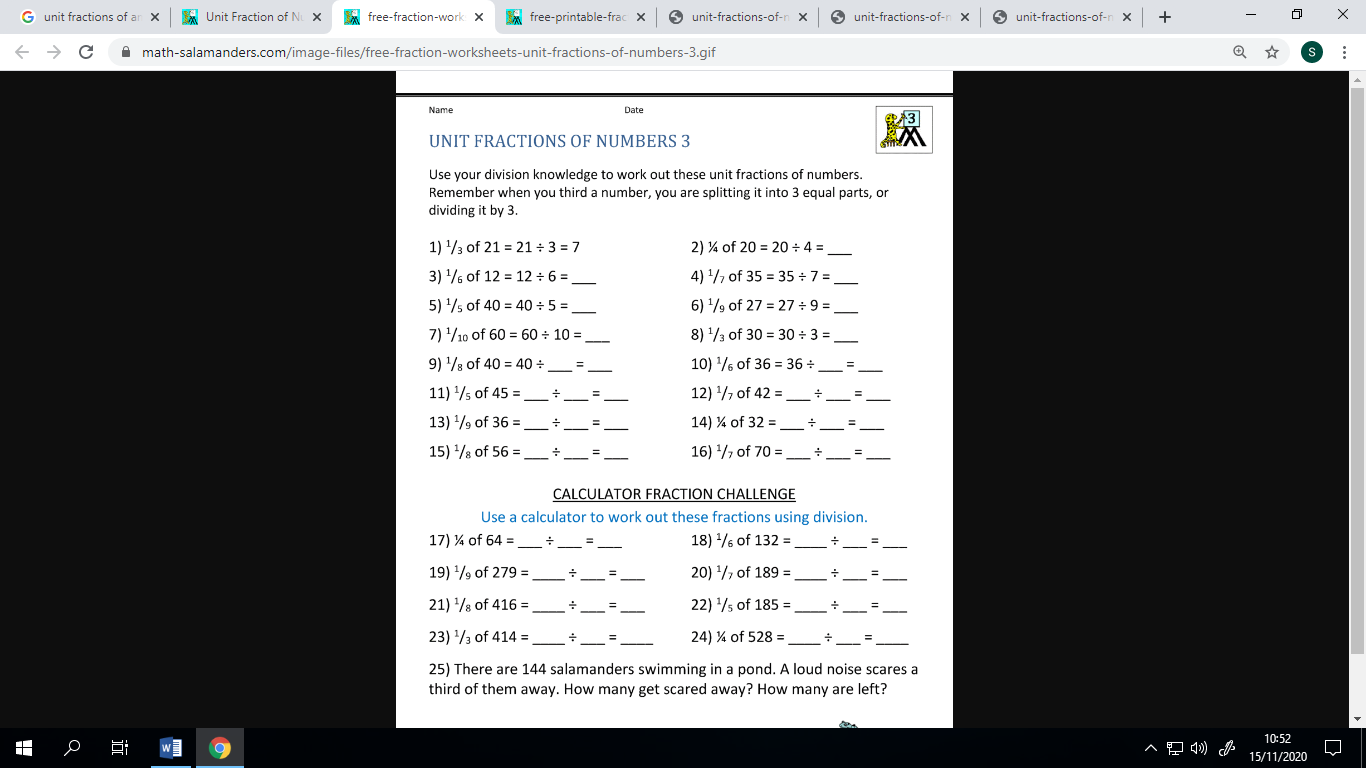 unit fractions of an
Unit Fraction of Nu
free-fraction-work
free-printable-frac
unit-fractions-of-n
unit-fractions-of-n
unit-fractions-of-n
math-salamanders.com/image-files/free-fraction-worksheets-unit-fractions-of-numbers-3.gif
S
Name Date
3
UNIT FRACTIONS OF NUMBERS 3
Use your division knowledge to work out these unit fractions of numbers.
Remember when you third a number, you are splitting it into 3 equal parts, or
dividing it by 3.
1) 1/3 of 21 = 21 ÷ 3 = 7 2) ¼ of 20 = 20 ÷ 4 = ___
3) 1/6 of 12 = 12 ÷ 6 = ___ 4) 1/7 of 35 = 35 ÷ 7 = ___
5) 1/5 of 40 = 40 ÷ 5 = ___ 6) 1/9 of 27 = 27 ÷ 9 = ___
7) 1/10 of 60 = 60 ÷ 10 = ___ 8) 1/3 of 30 = 30 ÷ 3 = ___
9) 1/8 of 40 = 40 ÷ ___ = ___ 10) 1/6 of 36 = 36 ÷ ___ = ___
11) 1/5 of 45 = ___ ÷ ___ = ___ 12) 1/7 of 42 = ___ ÷ ___ = ___
13) 1/9 of 36 = ___ ÷ ___ = ___ 14) ¼ of 32 = ___ ÷ ___ = ___
15) 1/8 of 56 = ___ ÷ ___ = ___ 16) 1/7 of 70 = ___ ÷ ___ = ___
CALCULATOR FRACTION CHALLENGE
Use a calculator to work out these fractions using division.
17) ¼ of 64 = ___ ÷ ___ = ___ 18) 1/6 of 132 = ____ ÷ ___ = ___
19) 1/9 of 279 = ____ ÷ ___ = ___ 20) 1/7 of 189 = ____ ÷ ___ = ___
21) 1/8 of 416 = ____ ÷ ___ = ___ 22) 1/5 of 185 = ____ ÷ ___ = ___
23) 1/3 of 414 = ____ ÷ ___ = ____ 24) ¼ of 528 = ____ ÷ ___ = ____
25) There are 144 salamanders swimming in a pond. A loud noise scares a
third of them away. How many get scared away? How many are left?
10:52
15/11/2020